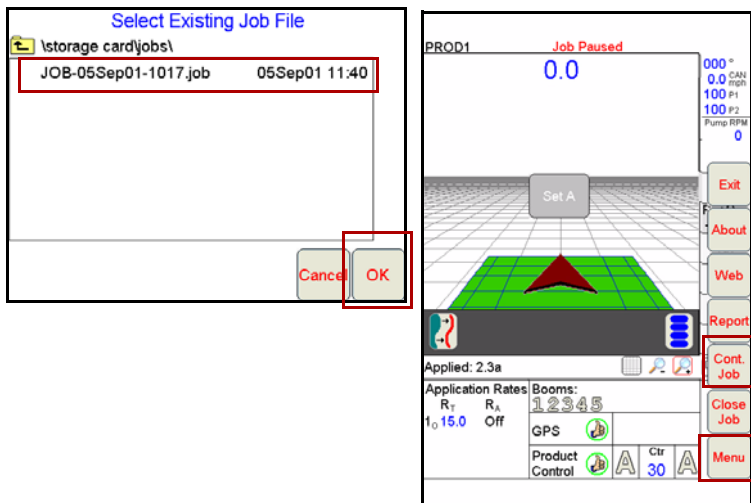 Select Existing Job File
\storage card\jobs\
JOB-05Sep01-1017.job 05Sep01 11:40
Cancel OK
PROD1 Job Paused
0.0
000 °
0.0 CAN mph
100 P1
100 P2
Pump RPM
0
Set A
Exit
About
Web
Report
Cont. Job
Close Job
Menu
Applied: 2.3a
Application Rates
RT RA
1o 15.0 Off
Booms:
12345
GPS
Product Control
A Ctr 30 A